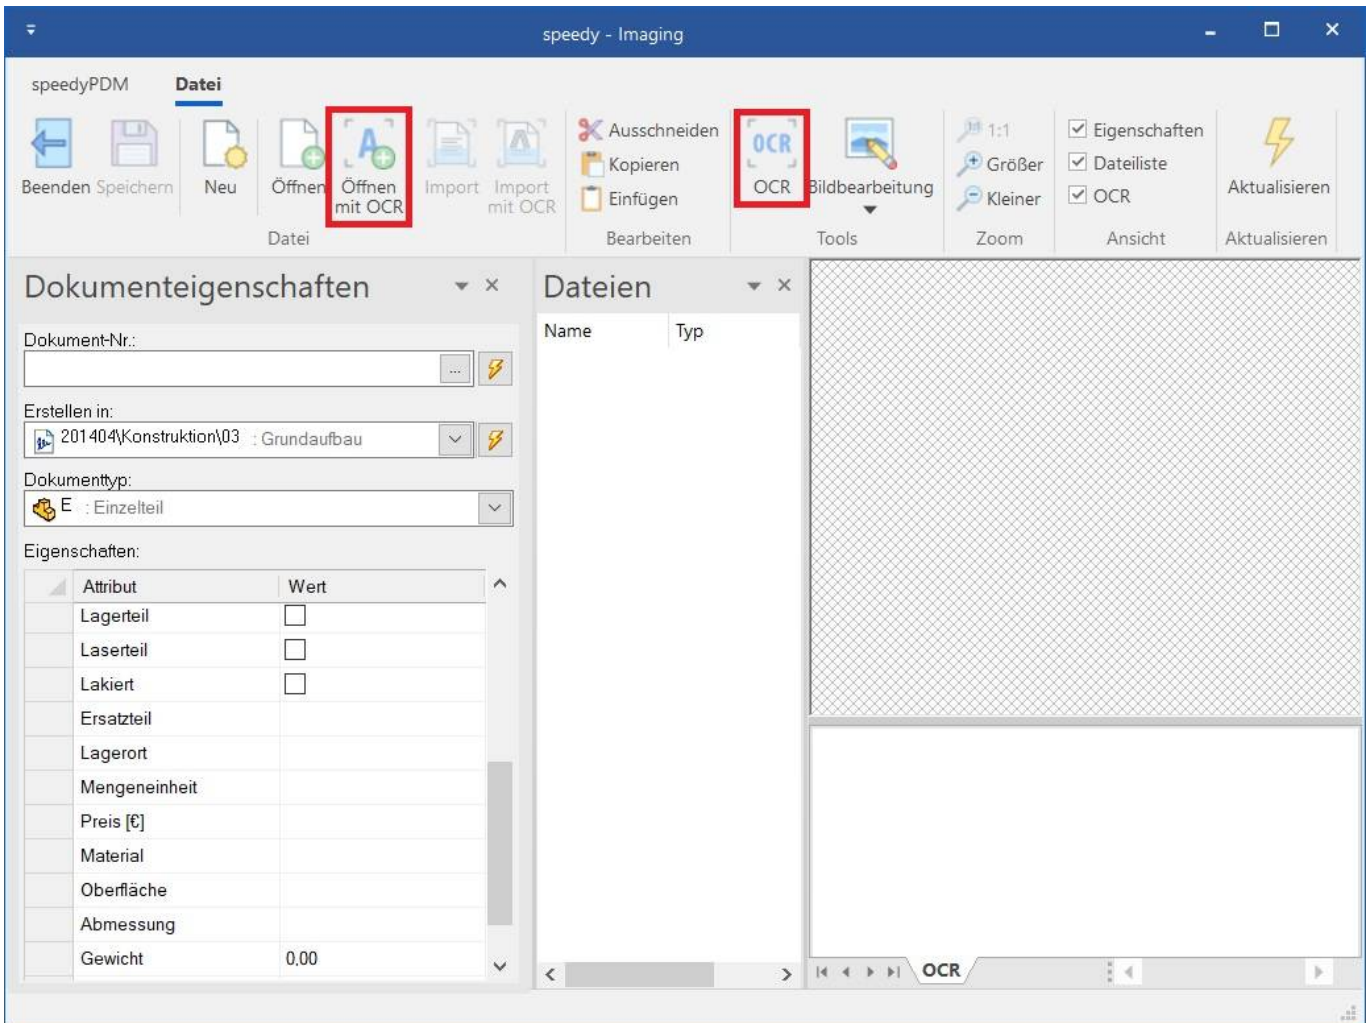 speedy - Imaging
speedyPDM Datei
Beenden Speichern Neu Öffnen Öffnen mit OCR Import Import mit OCR
Datei
Ausschneiden
Kopieren
Einfügen
Bearbeiten
OCR
OCR Bildbearbeitung
Tools
1:1
Größer
Kleiner
Zoom
Eigenschaften
Dateiliste
OCR
Ansicht
Aktualisieren
Aktualisieren
Dokumenteigenschaften
Dokument-Nr.:
...
Erstellen in:
201404\Konstruktion\03 : Grundaufbau
Dokumenttyp:
E : Einzelteil
Eigenschaften:
Attribut Wert
Lagerteil
Laserteil
Lakiert
Ersatzteil
Lagerort
Mengeneinheit
Preis [€]
Material
Oberfläche
Abmessung
Gewicht 0,00
Dateien
Name Typ
OCR